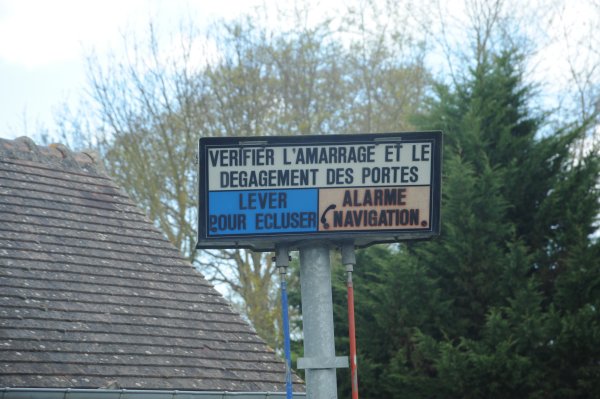 VERIFIER L'AMARRAGE ET LE
DEGAGEMENT DES PORTES
LEVER
POUR ECLUSER
ALARME
NAVIGATION